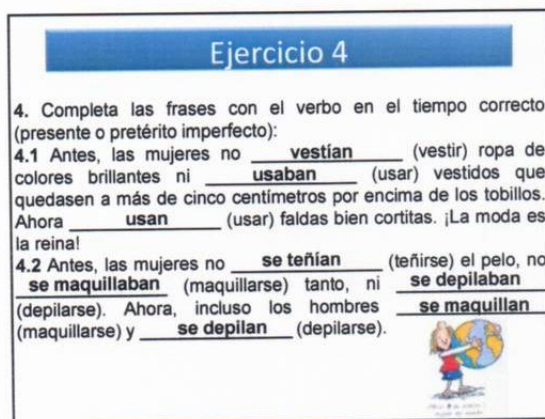 Ejercicio 4
4. Completa las frases con el verbo en el tiempo correcto
(presente o pretérito imperfecto):
4.1 Antes, las mujeres no vestían (vestir) ropa de
colores brillantes ni usaban (usar) vestidos que
quedasen a más de cinco centímetros por encima de los tobillos.
Ahora usan (usar) faldas bien cortitas. ¡La moda es
la reina!
4.2 Antes, las mujeres no se teñían (teñirse) el pelo, no
se maquillaban (maquillarse) tanto, ni se depilaban
(depilarse). Ahora, incluso los hombres se maquillan
(maquillarse) y se depilan (depilarse).